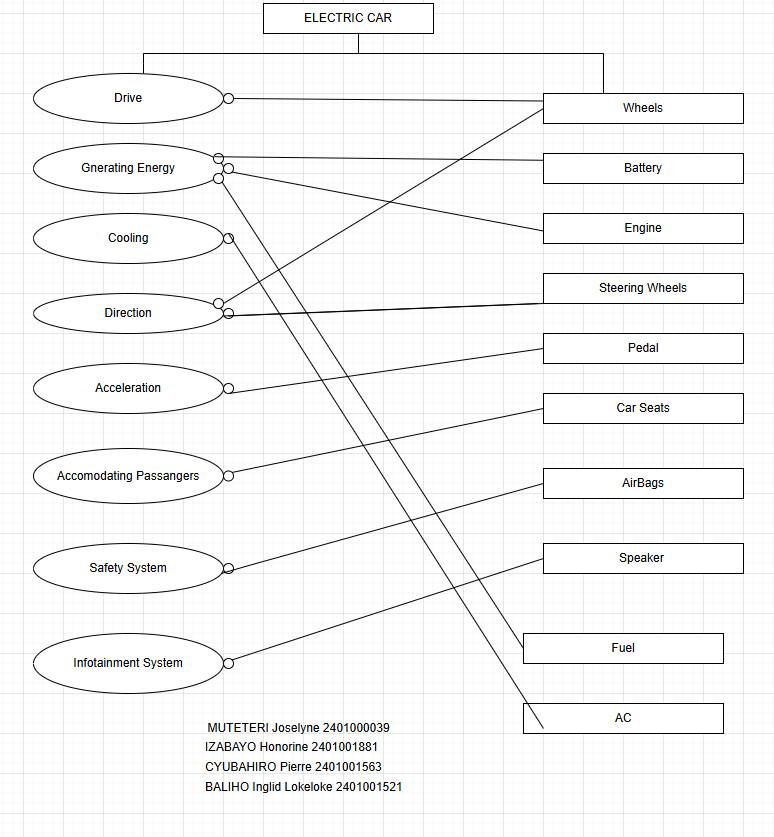 ELECTRIC CAR
Drive
Wheels
Gnerating Energy
Battery
Cooling
Engine
Direction
Steering Wheels
Acceleration
Pedal
Car Seats
Accomodating Passangers
AirBags
Safety System
Speaker
Infotainment System
Fuel
AC
MUTETERI Joselyne 2401000039
IZABAYO Honorine 2401001881
CYUBAHIRO Pierre 2401001563
BALIHO Inglid Lokeloke 2401001521